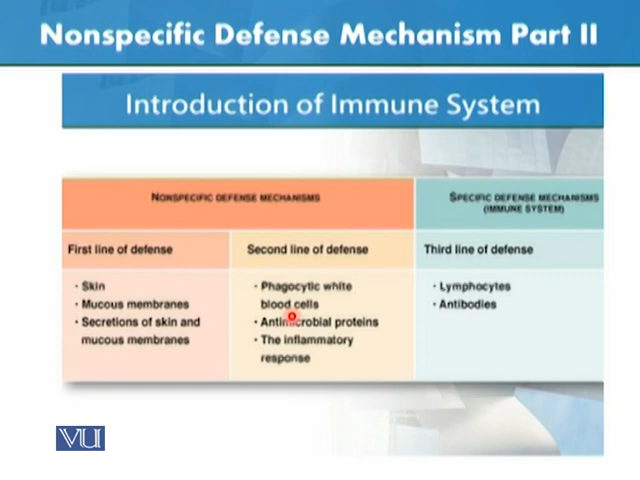 Nonspecific Defense Mechanism Part II
Introduction of Immune System
NONSPECIFIC DEFENSE MECHANISMS
SPECIFIC DEFENSE MECHANISMS
(IMMUNE SYSTEM)
First line of defense
Second line of defense
Third line of defense
• Skin
• Mucous membranes
• Secretions of skin and
mucous membranes
• Phagocytic white
blood cells
• Antimicrobial proteins
• The inflammatory
response
• Lymphocytes
• Antibodies
VU